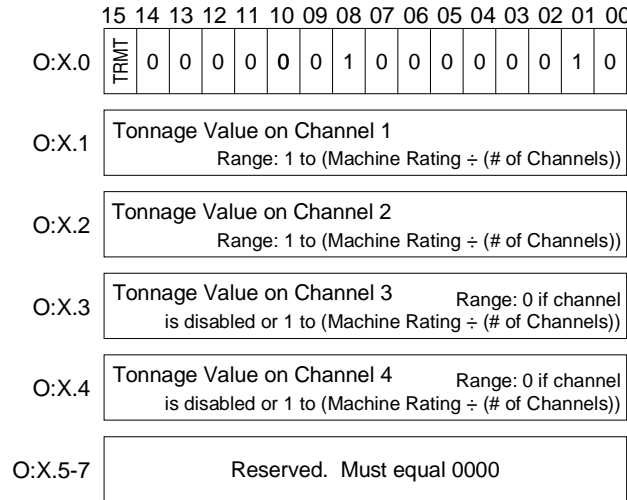 15 14 13 12 11 10 09 08 07 06 05 04 03 02 01 00
O:X.0 TRMT 0 0 0 0 0 0 1 0 0 0 0 0 0 1 0
O:X.1 Tonnage Value on Channel 1
Range: 1 to (Machine Rating ÷ (# of Channels))
O:X.2 Tonnage Value on Channel 2
Range: 1 to (Machine Rating ÷ (# of Channels))
O:X.3 Tonnage Value on Channel 3 Range: 0 if channel
is disabled or 1 to (Machine Rating ÷ (# of Channels))
O:X.4 Tonnage Value on Channel 4 Range: 0 if channel
is disabled or 1 to (Machine Rating ÷ (# of Channels))
O:X.5-7 Reserved. Must equal 0000